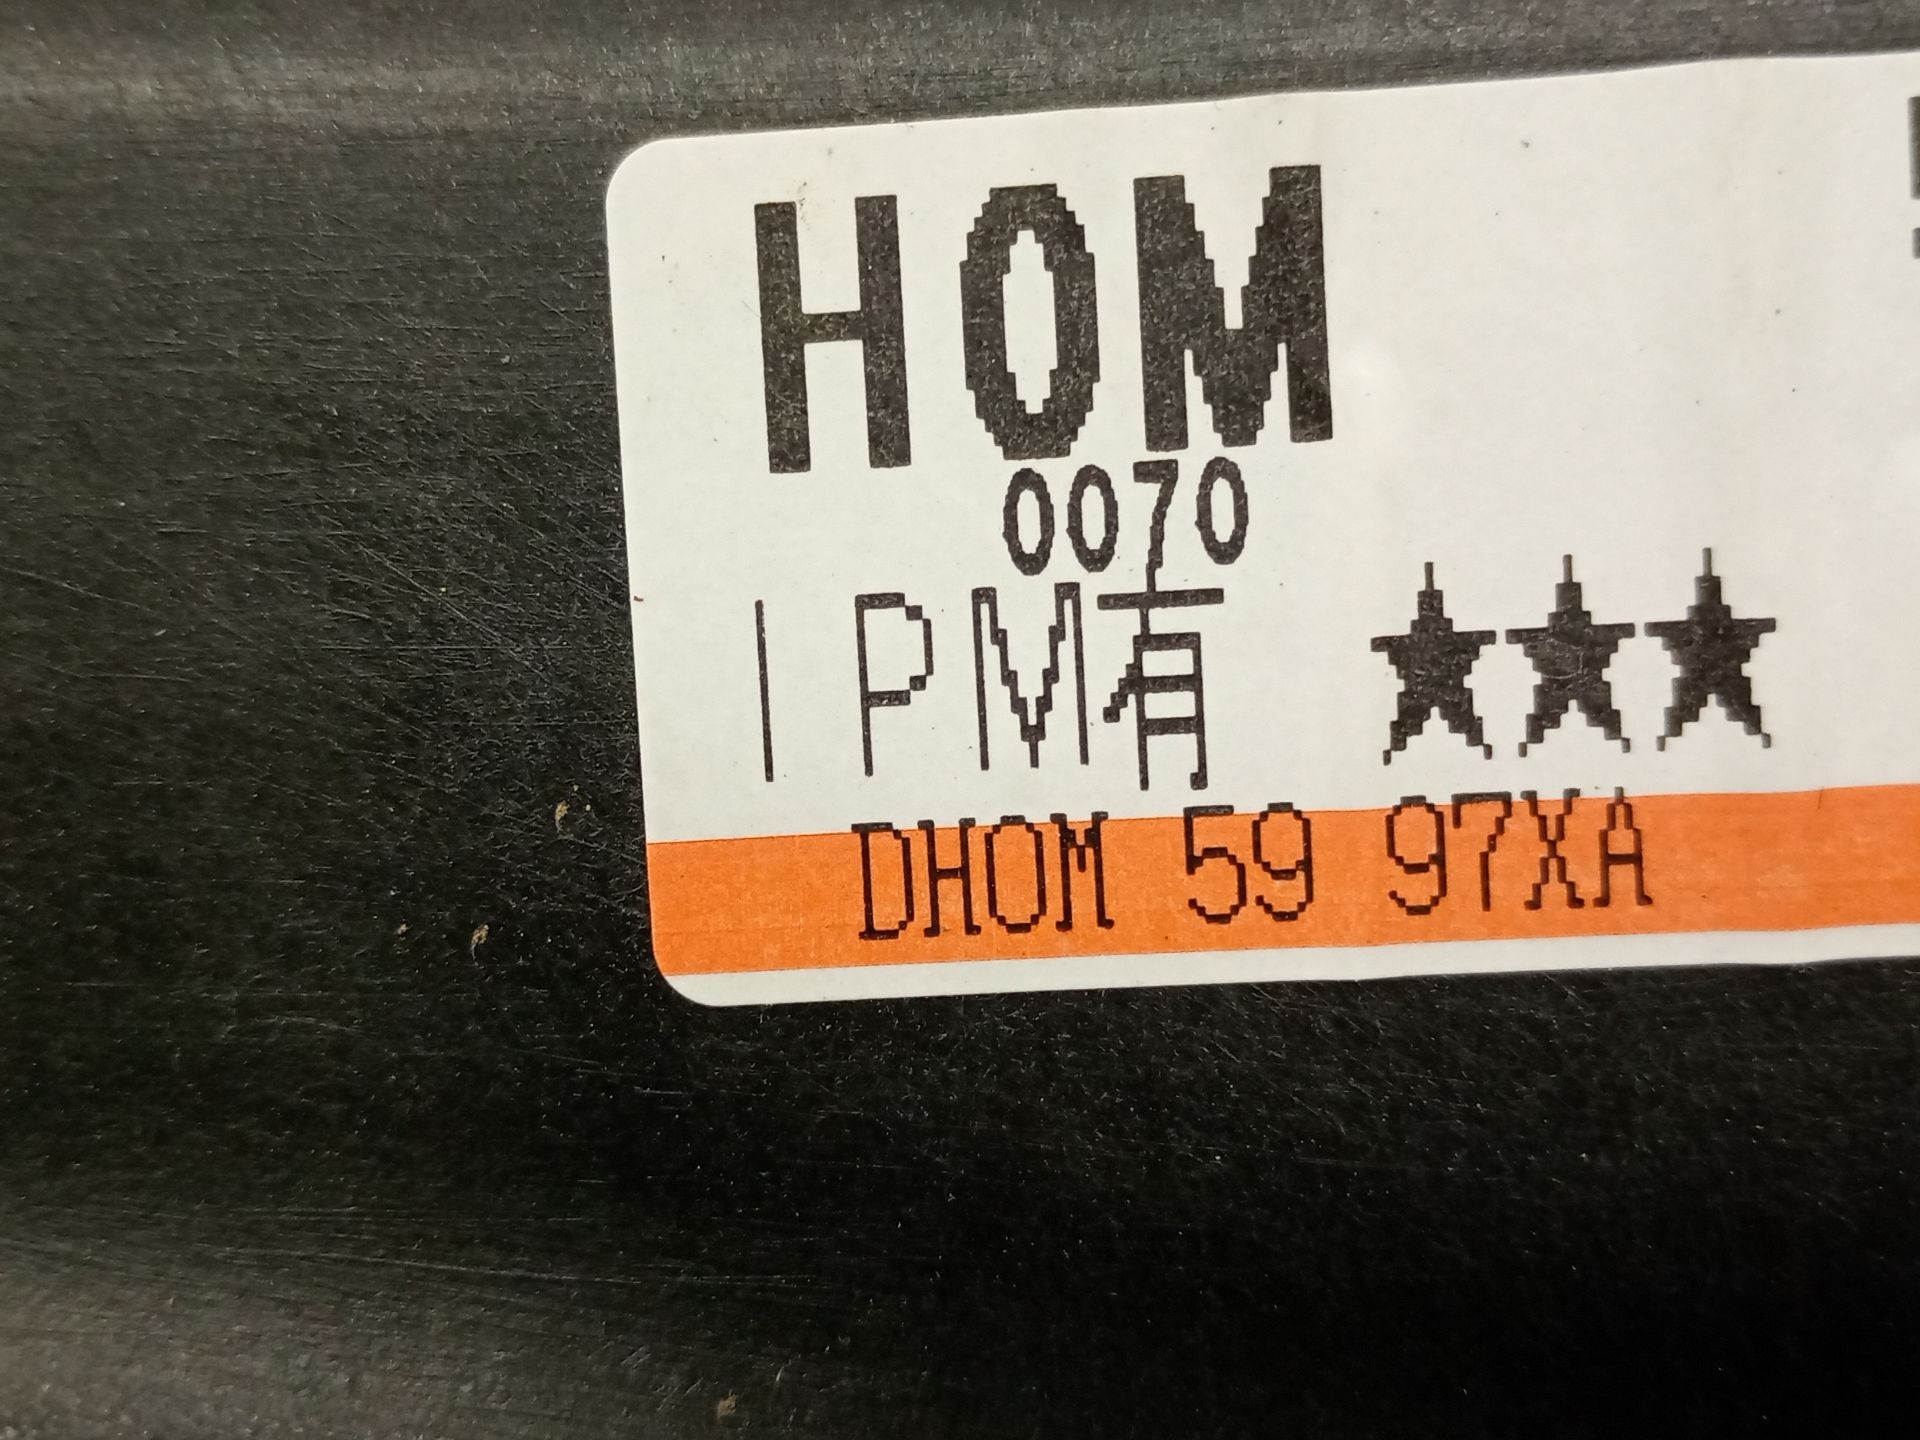 HOM
0070
IPM有 ★★★
DHOM 59 97XA